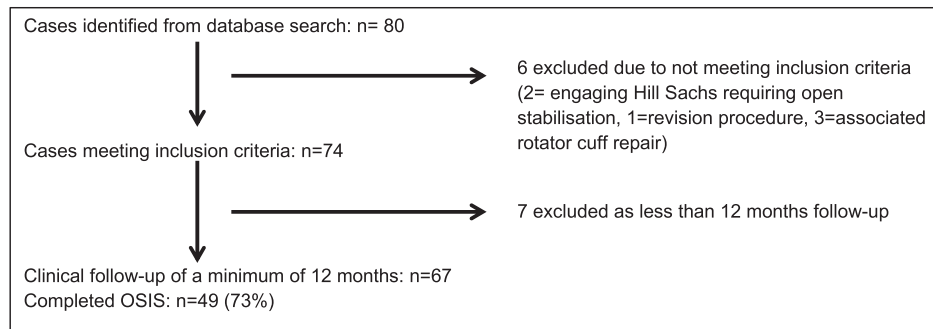 Cases identified from database search: n= 80
6 excluded due to not meeting inclusion criteria
(2= engaging Hill Sachs requiring open
stabilisation, 1=revision procedure, 3=associated
rotator cuff repair)
Cases meeting inclusion criteria: n=74
7 excluded as less than 12 months follow-up
Clinical follow-up of a minimum of 12 months: n=67
Completed OSIS: n=49 (73%)